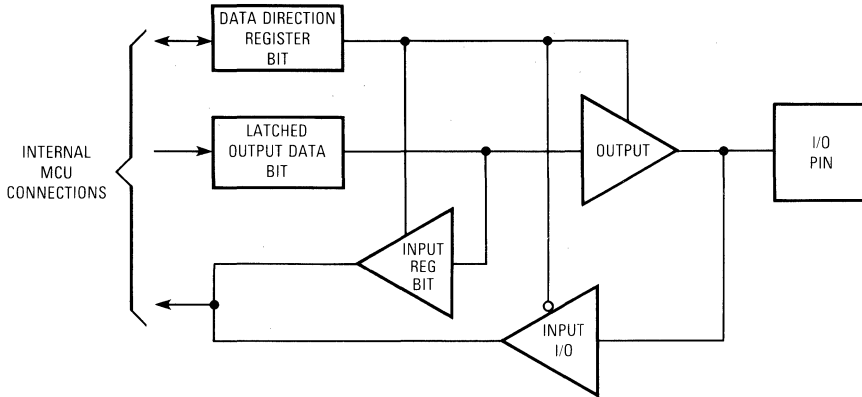 DATA DIRECTION
REGISTER
BIT
LATCHED
OUTPUT DATA
BIT
OUTPUT
I/O
PIN
INTERNAL
MCU
CONNECTIONS
INPUT
REG
BIT
INPUT
I/O